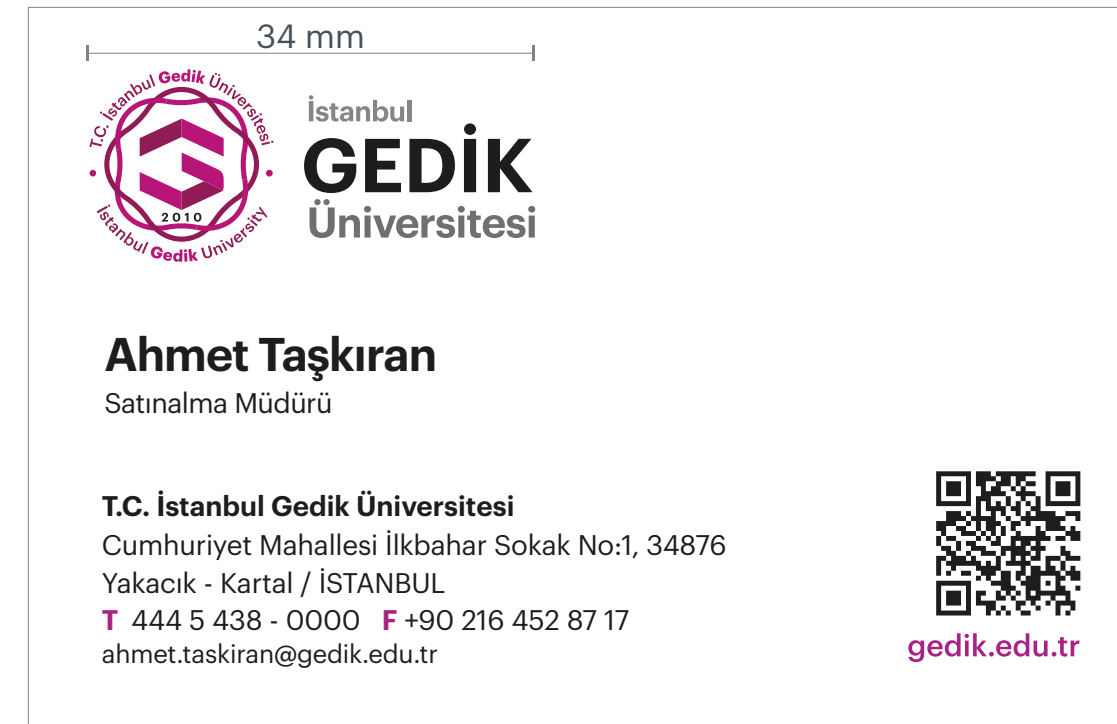 34 mm
T.C. İstanbul Gedik Üniversitesi
2010
İstanbul Gedik University
İstanbul
GEDİK
Üniversitesi
Ahmet Taşkıran
Satınalma Müdürü
T.C. İstanbul Gedik Üniversitesi
Cumhuriyet Mahallesi İlkbahar Sokak No:1, 34876
Yakacık - Kartal / İSTANBUL
T 444 5 438 - 0000 F +90 216 452 87 17
ahmet.taskiran@gedik.edu.tr
gedik.edu.tr